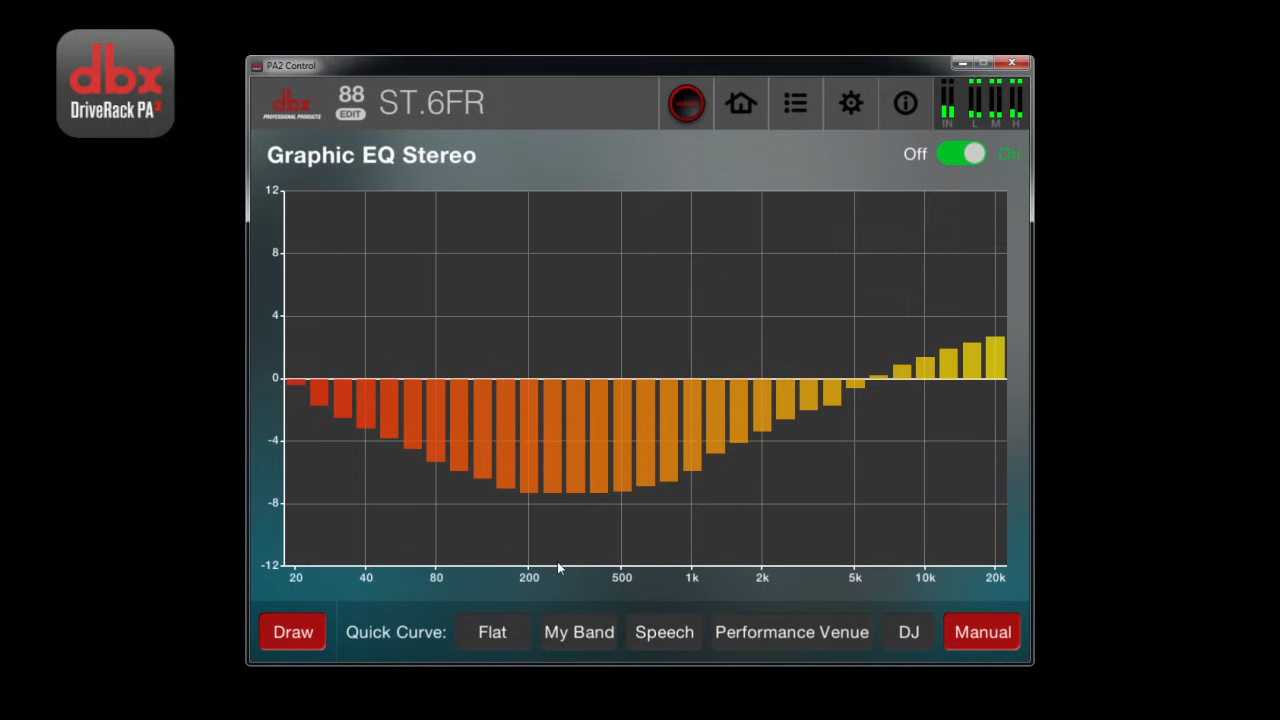 dbx
DriveRack PA²
PA2 Control
dbx
PROFESSIONAL PRODUCTS
88
EDIT
ST.6FR
IN L M H
Graphic EQ Stereo
Off On
12
8
4
0
-4
-8
-12
20 40 80 200 500 1k 2k 5k 10k 20k
Draw Quick Curve: Flat My Band Speech Performance Venue DJ Manual